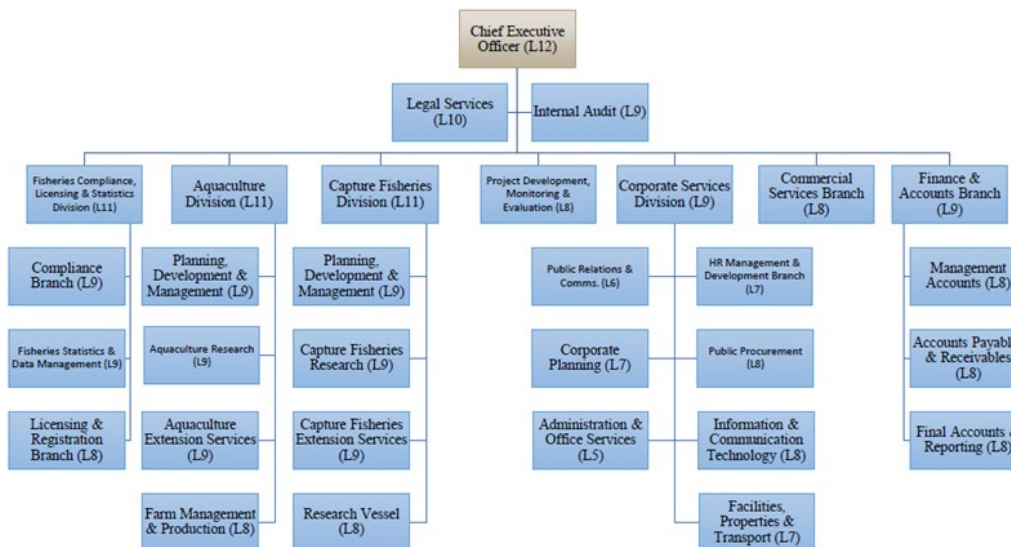 Chief Executive
Officer (L12)
Legal Services
(L10)
Internal Audit (L9)
Fisheries Compliance,
Licensing & Statistics
Division (L11)
Aquaculture
Division (L11)
Capture Fisheries
Division (L11)
Project Development,
Monitoring &
Evaluation (L8)
Corporate Services
Division (L9)
Commercial
Services Branch
(L8)
Finance &
Accounts Branch
(L9)
Compliance
Branch (L9)
Planning,
Development &
Management (L9)
Planning,
Development &
Management (L9)
Public Relations &
Comms. (L6)
HR Management &
Development Branch
(L7)
Management
Accounts (L8)
Fisheries Statistics &
Data Management (L9)
Aquaculture Research
(L9)
Capture Fisheries
Research (L9)
Corporate
Planning (L7)
Public Procurement
(L8)
Accounts Payable
& Receivables
(L8)
Licensing &
Registration
Branch (L8)
Aquaculture
Extension Services
(L9)
Capture Fisheries
Extension Services
(L9)
Administration &
Office Services
(L5)
Information &
Communication
Technology (L8)
Final Accounts &
Reporting (L8)
Farm Management
& Production (L8)
Research Vessel
(L8)
Facilities,
Properties &
Transport (L7)